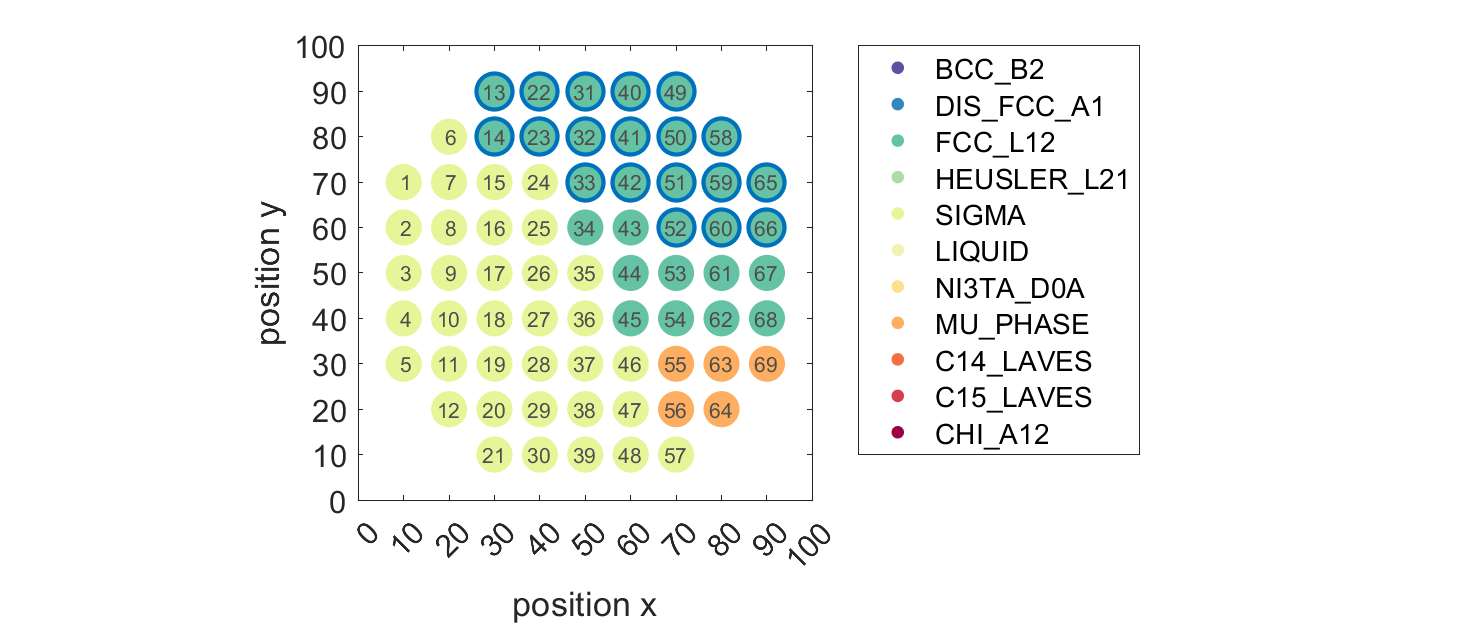 100
90
80
70
60
50
40
30
20
10
0
position y
13 22 31 40 49
6 14 23 32 41 50 58
1 7 15 24 33 42 51 59 65
2 8 16 25 34 43 52 60 66
3 9 17 26 35 44 53 61 67
4 10 18 27 36 45 54 62 68
5 11 19 28 37 46 55 63 69
12 20 29 38 47 56 64
21 30 39 48 57
0 10 20 30 40 50 60 70 80 90 100
position x
BCC_B2
DIS_FCC_A1
FCC_L12
HEUSLER_L21
SIGMA
LIQUID
NI3TA_D0A
MU_PHASE
C14_LAVES
C15_LAVES
CHI_A12